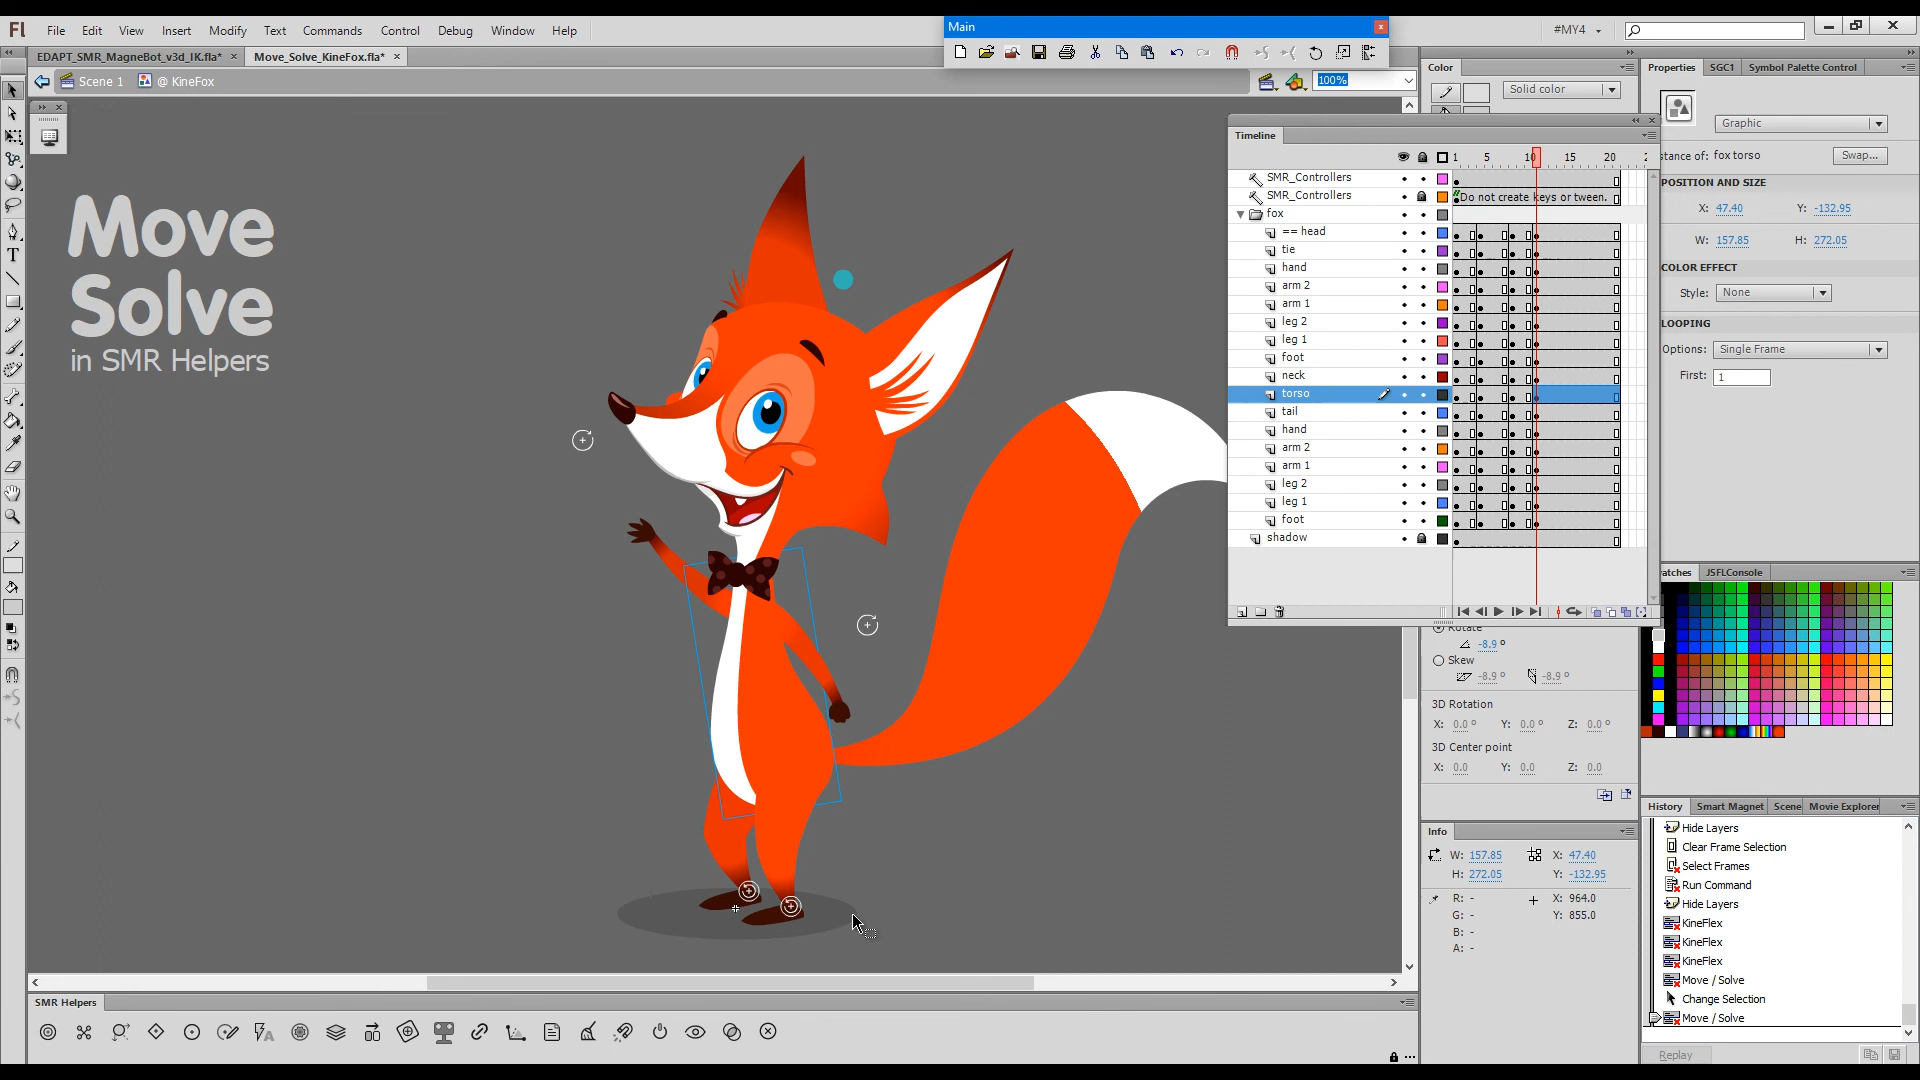 Fl File Edit View Insert Modify Text Commands Control Debug Window Help
Main
#MY4
EDAPT_SMR_MagneBot_v3d_IK.fla* Move_Solve_KineFox.fla*
Scene 1 @ KineFox
100%
Move
Solve
in SMR Helpers
Color
Solid color
Properties SGC1 Symbol Palette Control
Graphic
stance of: fox torso Swap...
POSITION AND SIZE
X: 47.40 Y: -132.95
W: 157.85 H: 272.05
COLOR EFFECT
Style: None
LOOPING
Options: Single Frame
First: 1
Timeline
1 5 10 15 20
SMR_Controllers
SMR_Controllers Do not create keys or tween.
fox
== head
tie
hand
arm 2
arm 1
leg 2
leg 1
foot
neck
torso
tail
hand
arm 2
arm 1
leg 2
leg 1
foot
shadow
Rotate
-8.9 °
Skew
-8.9 ° -8.9 °
3D Rotation
X: 0.0 ° Y: 0.0 ° Z: 0.0 °
3D Center point
X: 0.0 Y: 0.0 Z: 0.0
Info
W: 157.85 X: 47.40
H: 272.05 Y: -132.95
R: - X: 964.0
G: - Y: 855.0
B: -
A: -
watches JSFLConsole
History Smart Magnet Scene Movie Explorer
Hide Layers
Clear Frame Selection
Select Frames
Run Command
Hide Layers
KineFlex
KineFlex
KineFlex
Move / Solve
Change Selection
Move / Solve
Replay
SMR Helpers